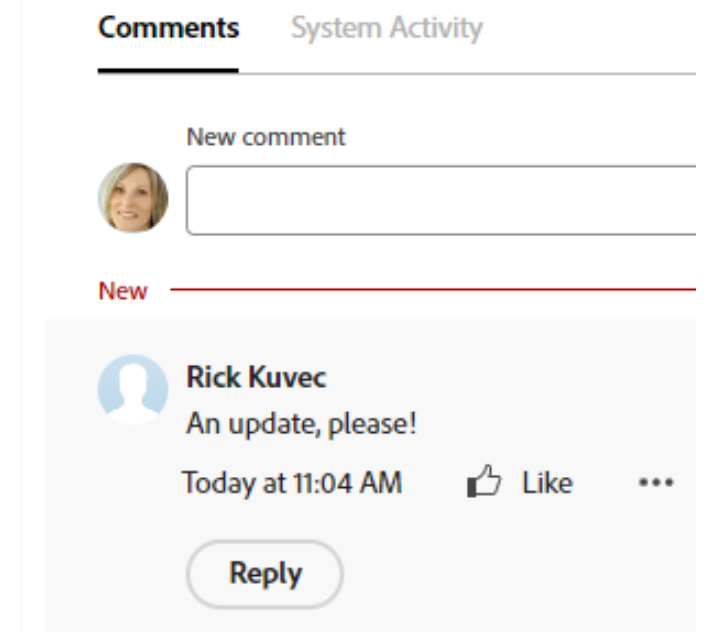 Comments System Activity
New comment
New
Rick Kuvec
An update, please!
Today at 11:04 AM Like •••
Reply